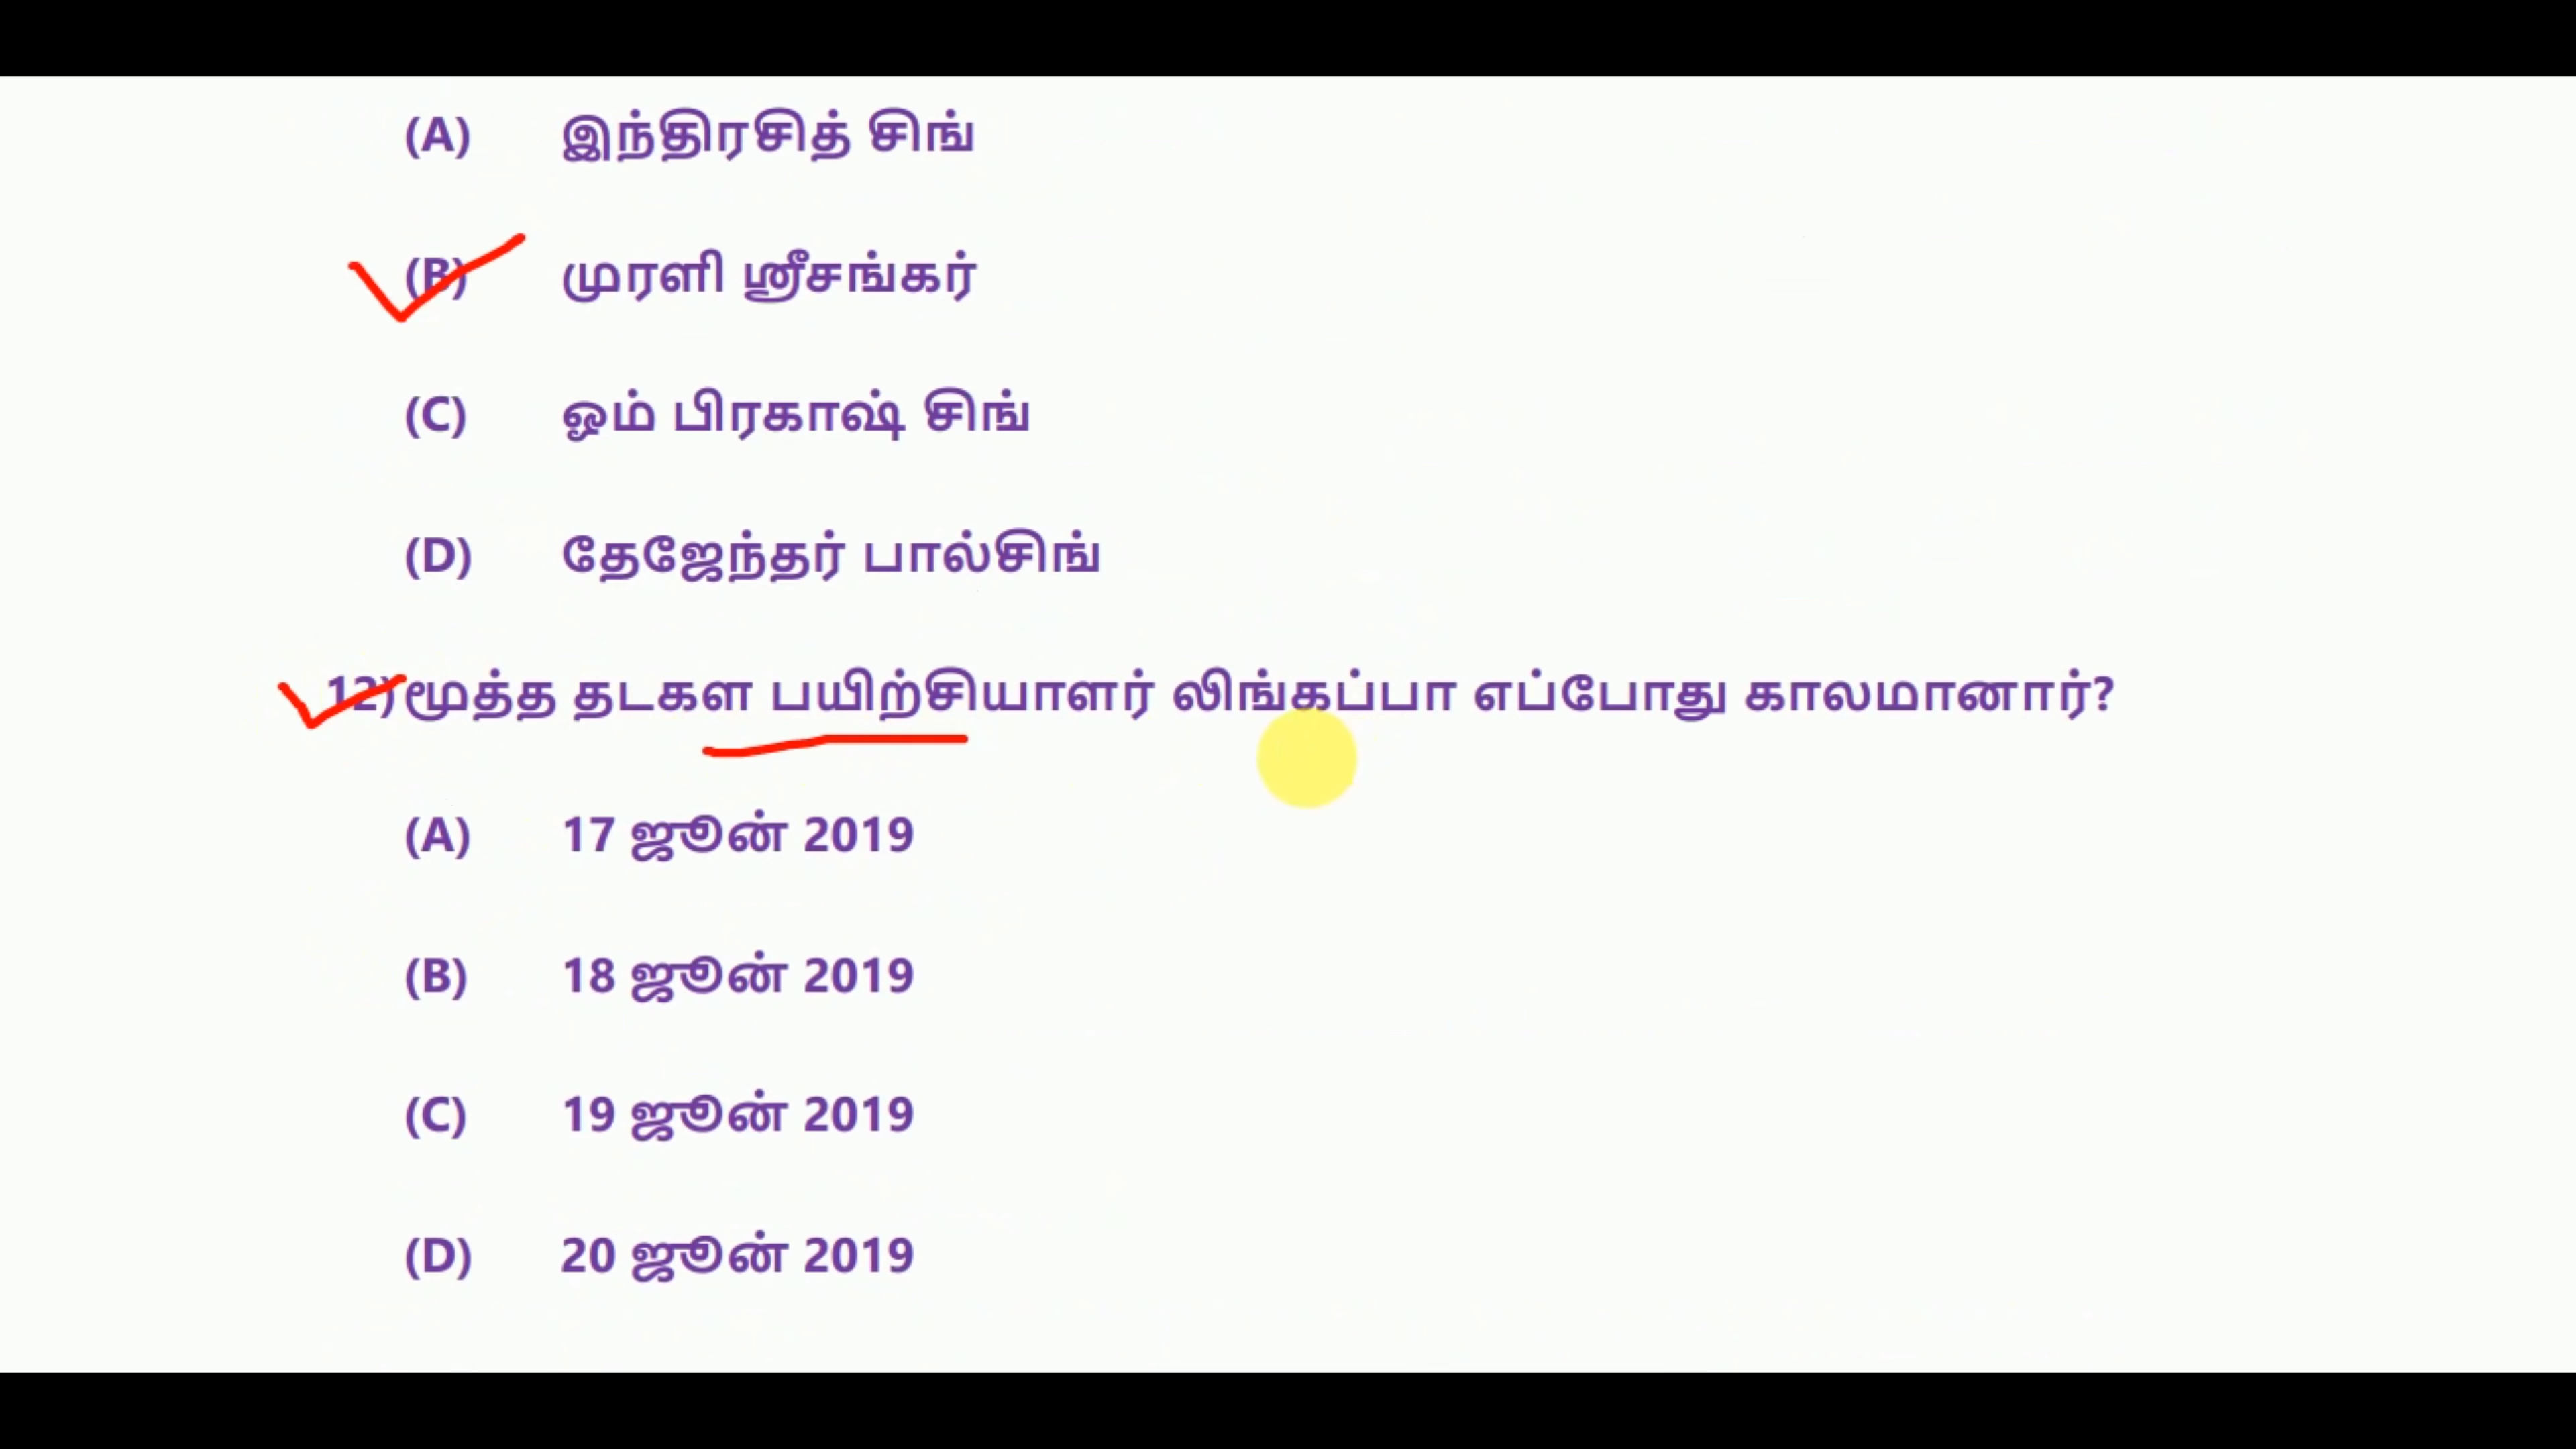 (A) இந்திரசித் சிங்
(B) முரளி ஸ்ரீசங்கர்
(C) ஓம் பிரகாஷ் சிங்
(D) தேஜேந்தர் பால்சிங்
12) மூத்த தடகள பயிற்சியாளர் லிங்கப்பா எப்போது காலமானார்?
(A) 17 ஜூன் 2019
(B) 18 ஜூன் 2019
(C) 19 ஜூன் 2019
(D) 20 ஜூன் 2019